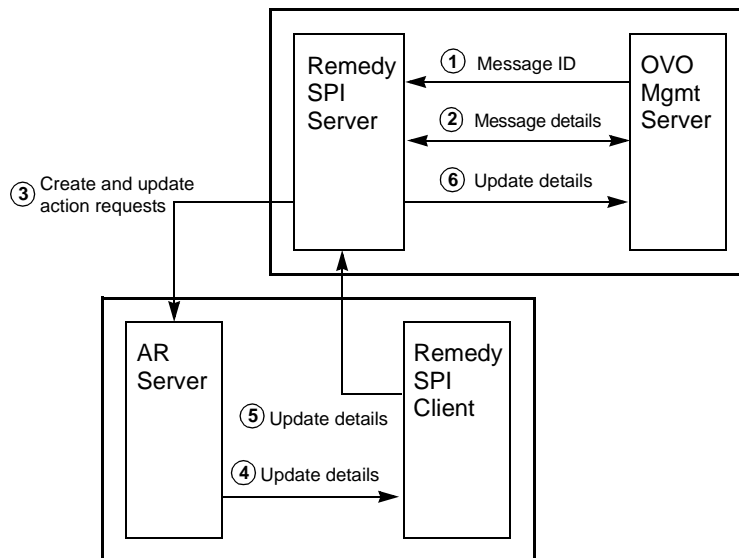 Remedy
SPI
Server
① Message ID
OVO
Mgmt
Server
② Message details
⑥ Update details
③ Create and update
action requests
AR
Server
Remedy
SPI
Client
⑤ Update details
④ Update details